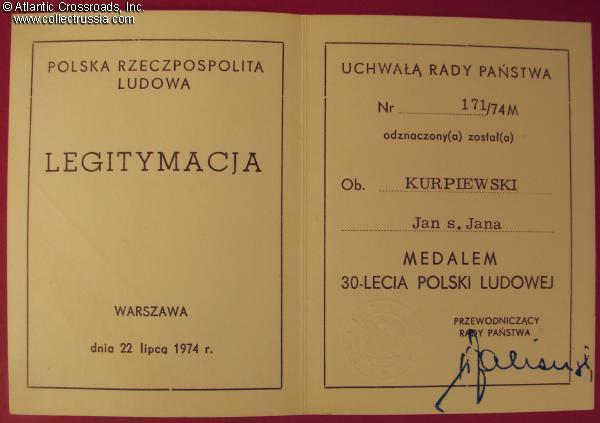 © Atlantic Crossroads, Inc.
www.collectrussia.com
POLSKA RZECZPOSPOLITA
LUDOWA
LEGITYMACJA
WARSZAWA
dnia 22 lipca 1974 r.
UCHWAŁĄ RADY PAŃSTWA
Nr 171/74M
odznaczony(a) został(a)
Ob. KURPIEWSKI
Jan s. Jana
MEDALEM
30-LECIA POLSKI LUDOWEJ
PRZEWODNICZĄCY
RADY PAŃSTWA